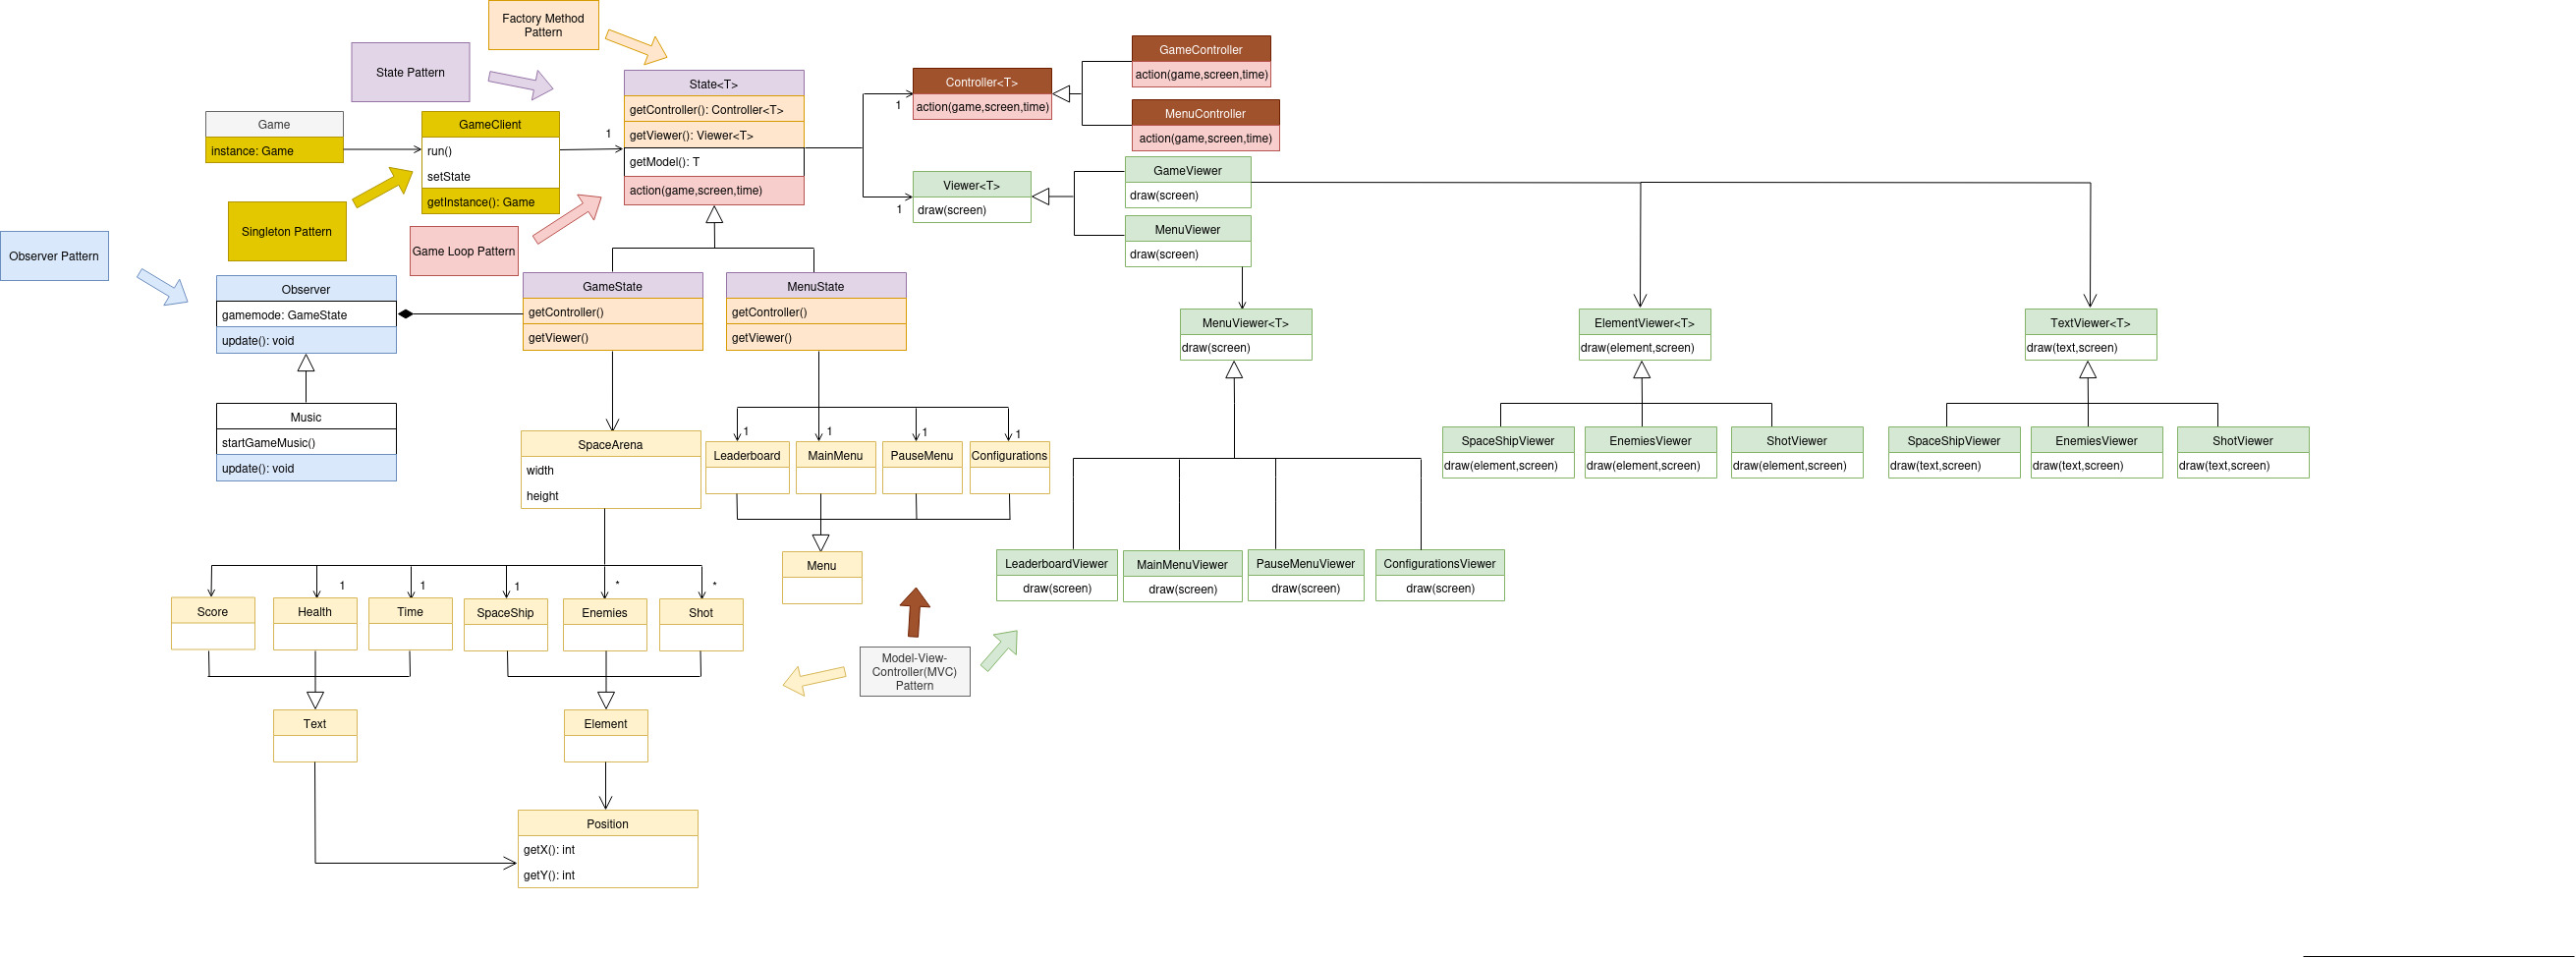 Factory Method
Pattern
State Pattern
Game
instance: Game
GameClient
run()
setState
getInstance(): Game
1
State<T>
getController(): Controller<T>
getViewer(): Viewer<T>
getModel(): T
action(game,screen,time)
1
1
Controller<T>
action(game,screen,time)
GameController
action(game,screen,time)
MenuController
action(game,screen,time)
Viewer<T>
draw(screen)
GameViewer
draw(screen)
MenuViewer
draw(screen)
Singleton Pattern
Game Loop Pattern
Observer Pattern
Observer
gamemode: GameState
update(): void
GameState
getController()
getViewer()
MenuState
getController()
getViewer()
MenuViewer<T>
draw(screen)
ElementViewer<T>
draw(element,screen)
TextViewer<T>
draw(text,screen)
Music
startGameMusic()
update(): void
SpaceArena
width
height
1
1
1
1
Leaderboard
MainMenu
PauseMenu
Configurations
SpaceShipViewer
draw(element,screen)
EnemiesViewer
draw(element,screen)
ShotViewer
draw(element,screen)
SpaceShipViewer
draw(text,screen)
EnemiesViewer
draw(text,screen)
ShotViewer
draw(text,screen)
Menu
LeaderboardViewer
draw(screen)
MainMenuViewer
draw(screen)
PauseMenuViewer
draw(screen)
ConfigurationsViewer
draw(screen)
1
1
1
*
*
Score
Health
Time
SpaceShip
Enemies
Shot
Model-View-
Controller(MVC)
Pattern
Text
Element
Position
getX(): int
getY(): int